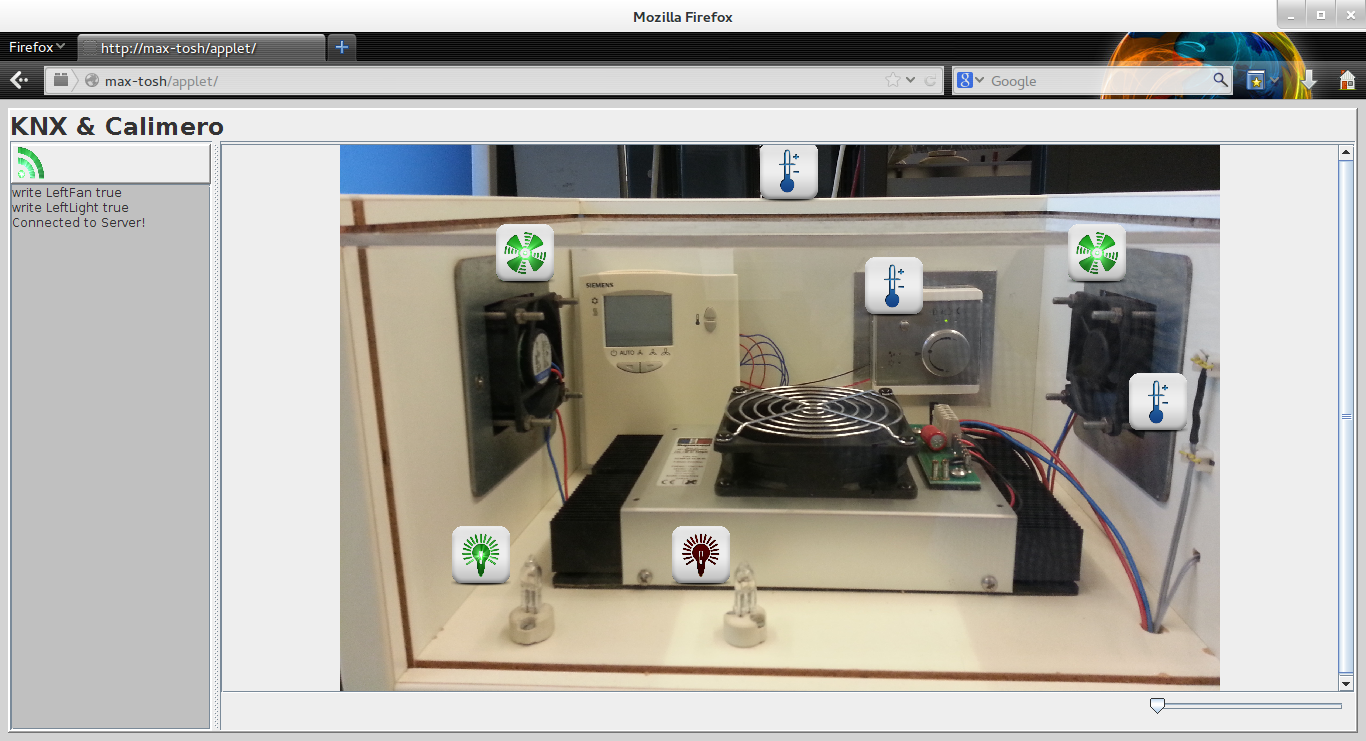 Mozilla Firefox
Firefox
http://max-tosh/applet/
max-tosh/applet/
Google
KNX & Calimero
write LeftFan true
write LeftLight true
Connected to Server!
SIEMENS
AUTO